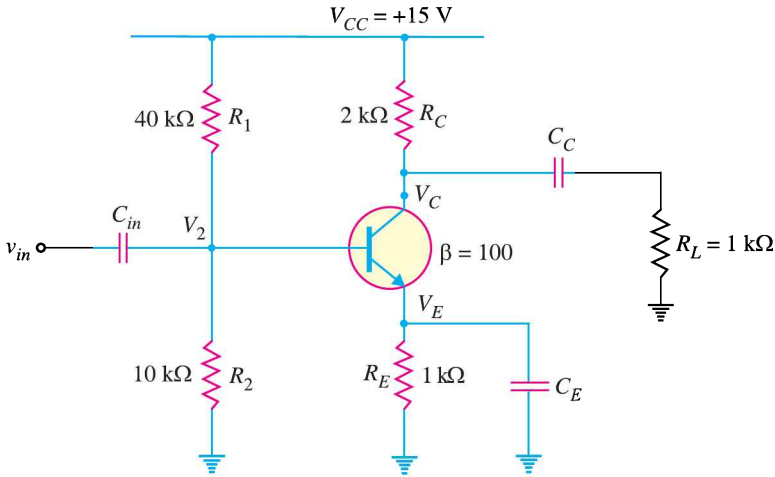 V_CC = +15 V
40 kΩ R_1
2 kΩ R_C
C_C
V_C
C_in
V_2
v_in
β = 100
R_L = 1 kΩ
V_E
10 kΩ R_2
R_E 1 kΩ
C_E